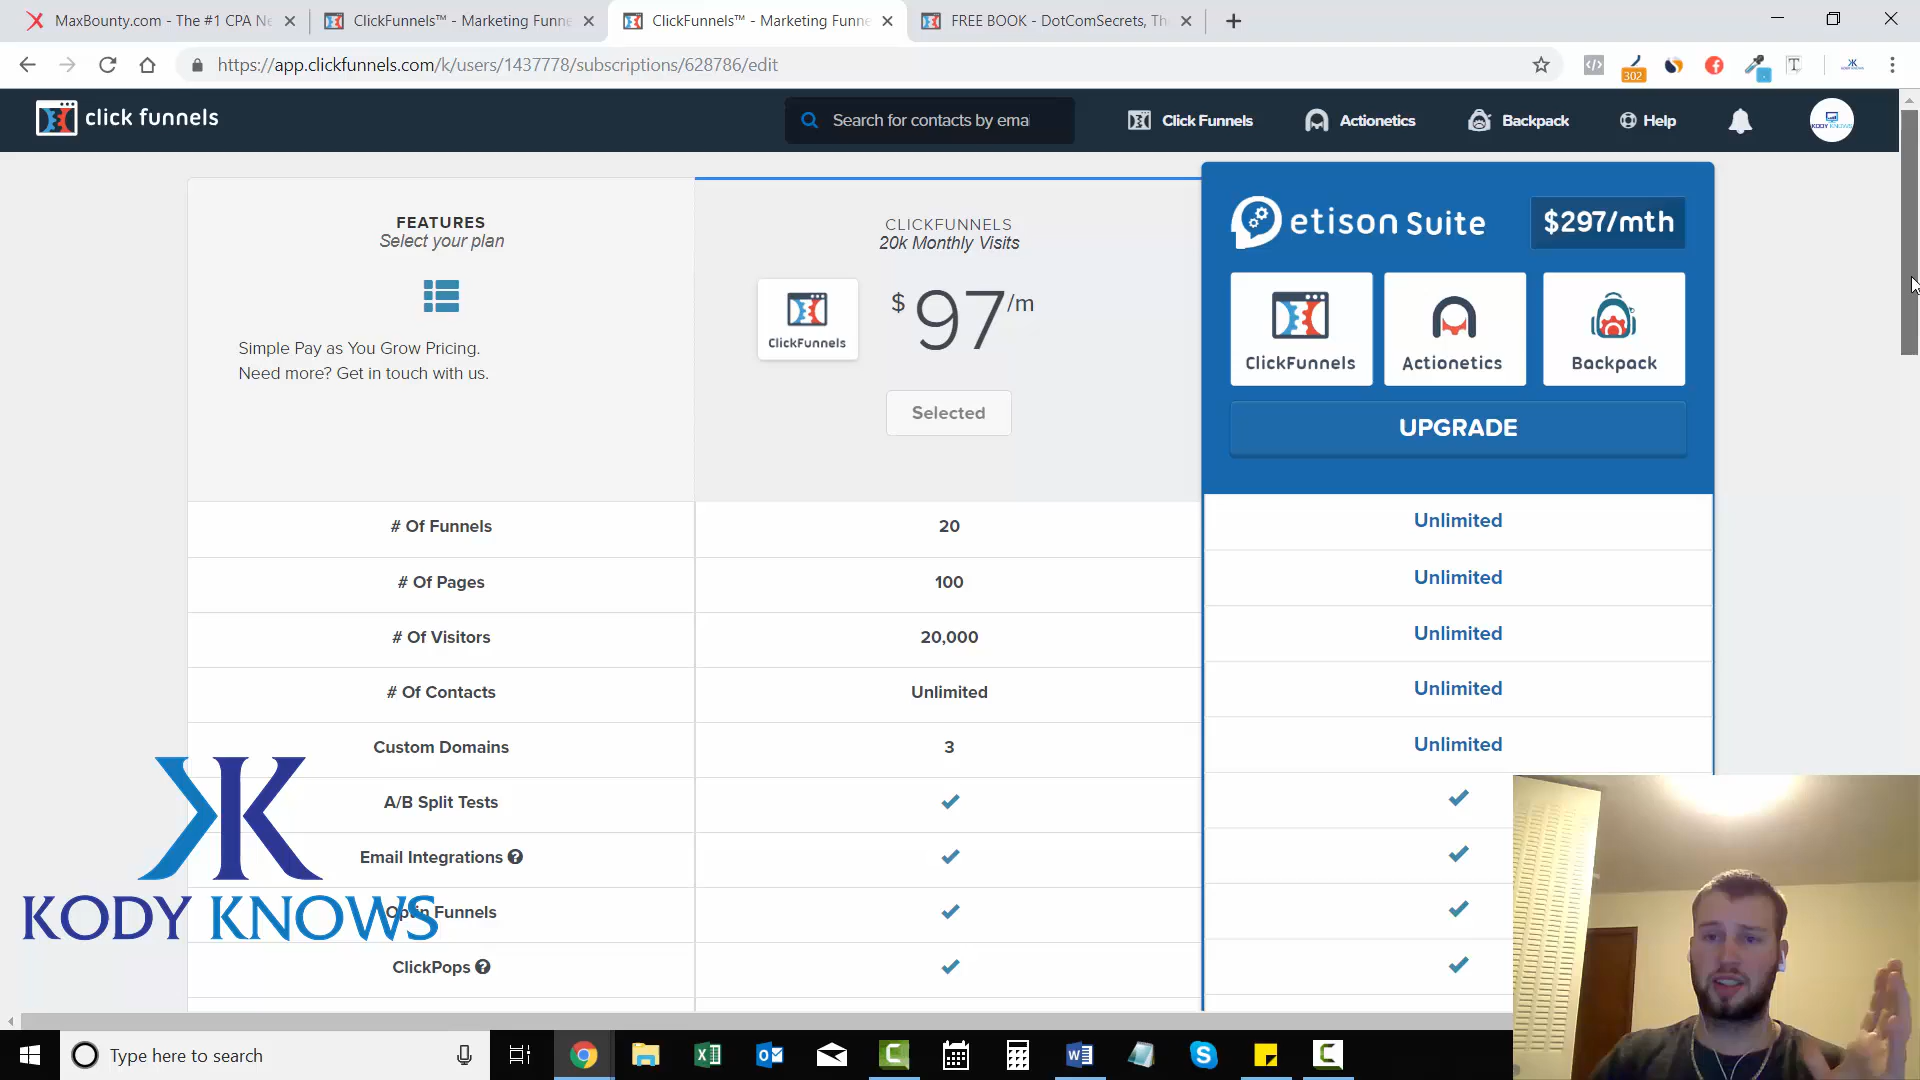 MaxBounty.com - The #1 CPA Ne
ClickFunnels™ - Marketing Funne
ClickFunnels™ - Marketing Funne
FREE BOOK - DotComSecrets, Th
https://app.clickfunnels.com/k/users/1437778/subscriptions/628786/edit
302
click funnels
Search for contacts by emai
Click Funnels
Actionetics
Backpack
Help
KODY KNOWS
FEATURES
Select your plan
Simple Pay as You Grow Pricing.
Need more? Get in touch with us.
CLICKFUNNELS
20k Monthly Visits
ClickFunnels
$ 97/m
Selected
etison Suite
$297/mth
ClickFunnels
Actionetics
Backpack
UPGRADE
# Of Funnels 20 Unlimited
# Of Pages 100 Unlimited
# Of Visitors 20,000 Unlimited
# Of Contacts Unlimited Unlimited
Custom Domains 3 Unlimited
A/B Split Tests
Email Integrations
Optin Funnels
ClickPops
KODY KNOWS
Type here to search